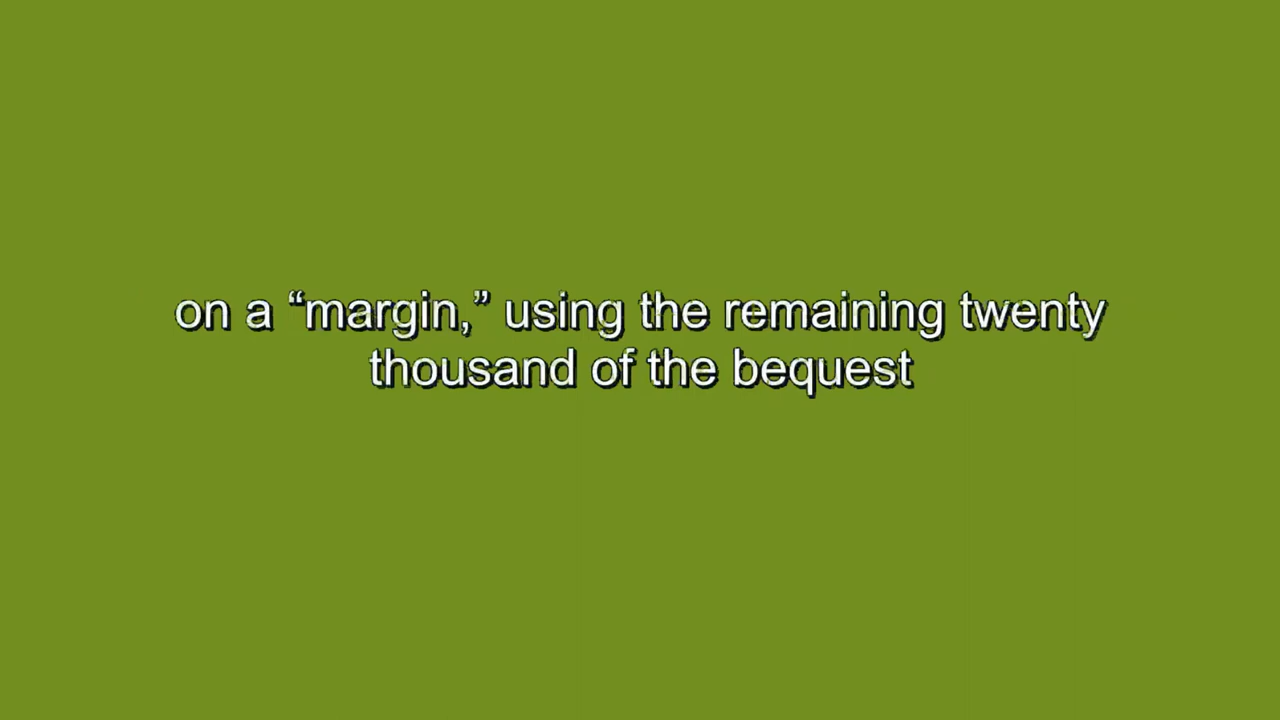 on a “margin,” using the remaining twenty
thousand of the bequest